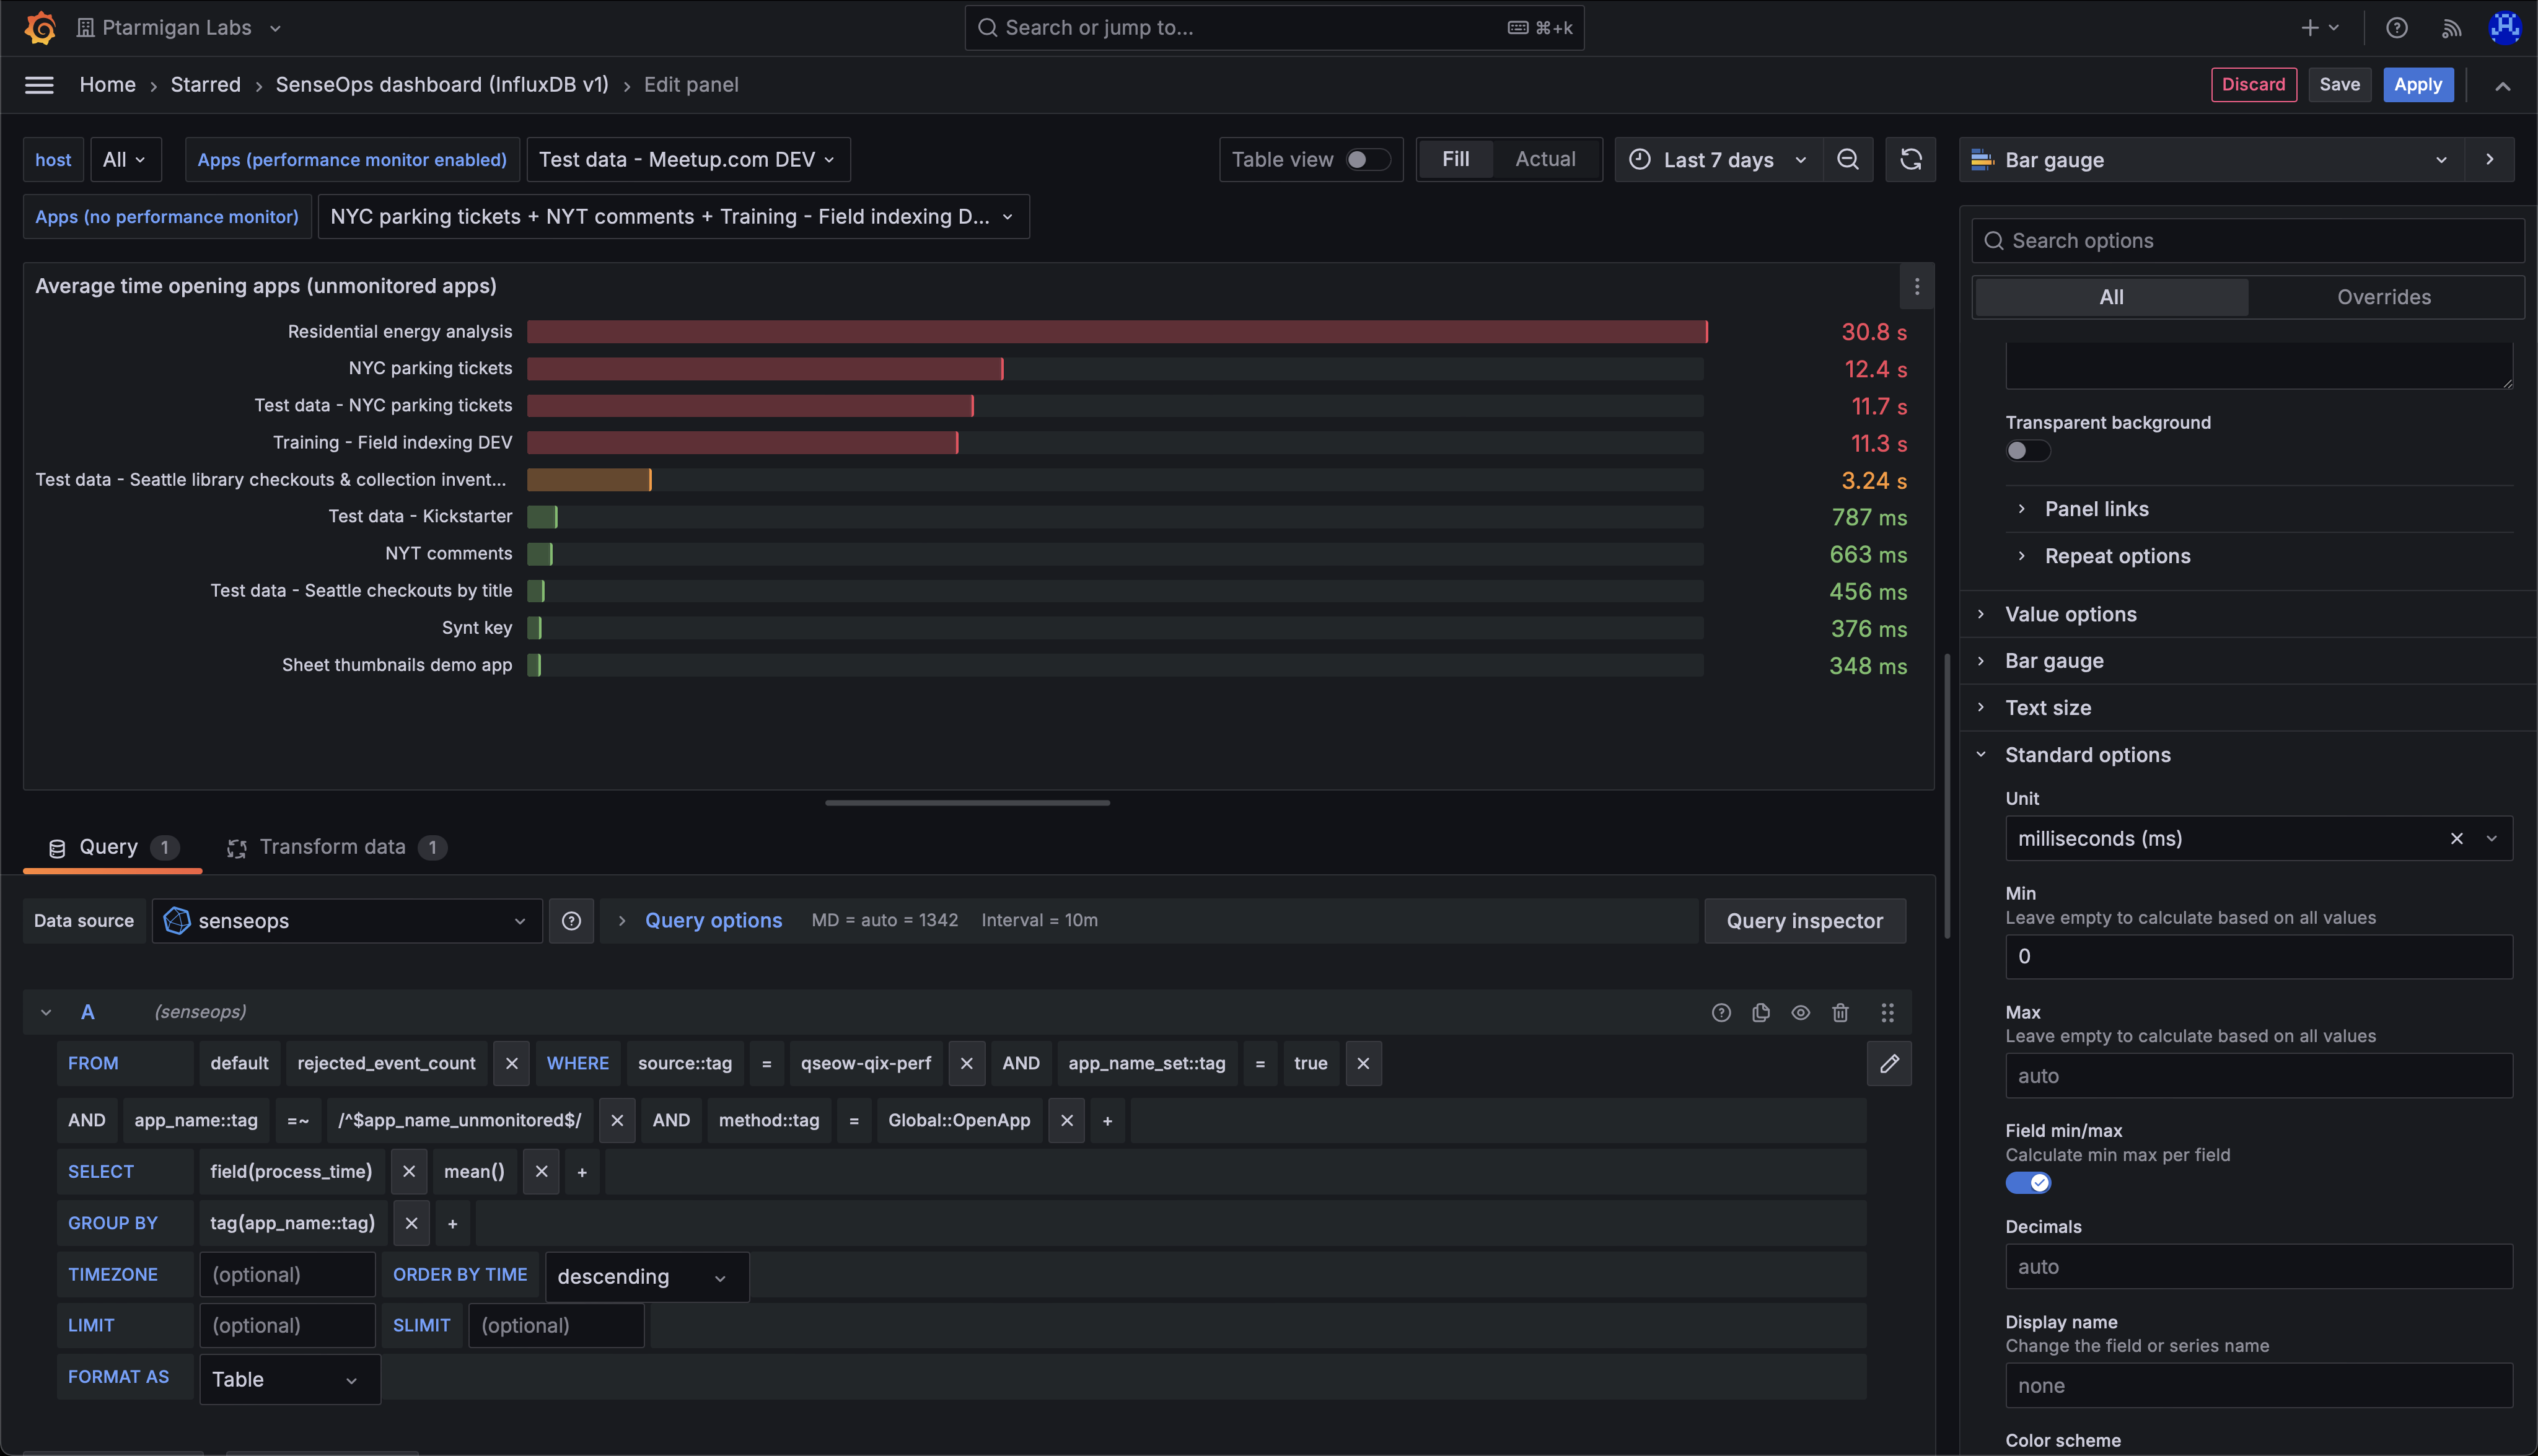 Ptarmigan Labs
Search or jump to...
⌘+k
Home › Starred › SenseOps dashboard (InfluxDB v1) › Edit panel
Discard
Save
Apply
host
All
Apps (performance monitor enabled)
Test data - Meetup.com DEV
Table view
Fill
Actual
Last 7 days
Bar gauge
Apps (no performance monitor)
NYC parking tickets + NYT comments + Training - Field indexing D...
Average time opening apps (unmonitored apps)
Residential energy analysis 30.8 s
NYC parking tickets 12.4 s
Test data - NYC parking tickets 11.7 s
Training - Field indexing DEV 11.3 s
Test data - Seattle library checkouts & collection invent... 3.24 s
Test data - Kickstarter 787 ms
NYT comments 663 ms
Test data - Seattle checkouts by title 456 ms
Synt key 376 ms
Sheet thumbnails demo app 348 ms
Query 1
Transform data 1
Data source
senseops
Query options
MD = auto = 1342
Interval = 10m
Query inspector
A (senseops)
FROM default rejected_event_count WHERE source::tag = qseow-qix-perf AND app_name_set::tag = true
AND app_name::tag =~ /^$app_name_unmonitored$/ AND method::tag = Global::OpenApp +
SELECT field(process_time) mean() +
GROUP BY tag(app_name::tag) +
TIMEZONE (optional) ORDER BY TIME descending
LIMIT (optional) SLIMIT (optional)
FORMAT AS Table
Search options
All
Overrides
Transparent background
Panel links
Repeat options
Value options
Bar gauge
Text size
Standard options
Unit
milliseconds (ms)
Min
Leave empty to calculate based on all values
0
Max
Leave empty to calculate based on all values
auto
Field min/max
Calculate min max per field
Decimals
auto
Display name
Change the field or series name
none
Color scheme